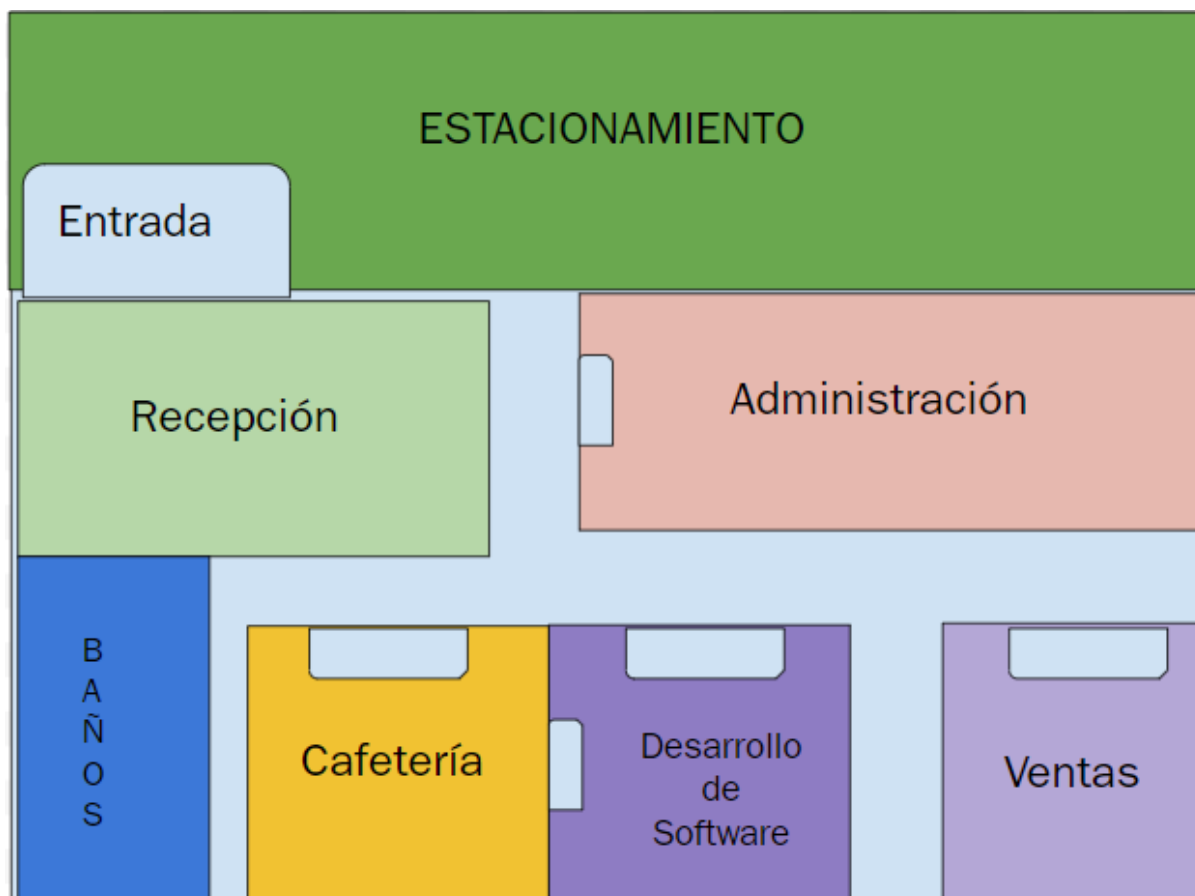 ESTACIONAMIENTO
Entrada
Recepción
Administración
B
A
Ñ
O
S
Cafetería
Desarrollo
de
Software
Ventas